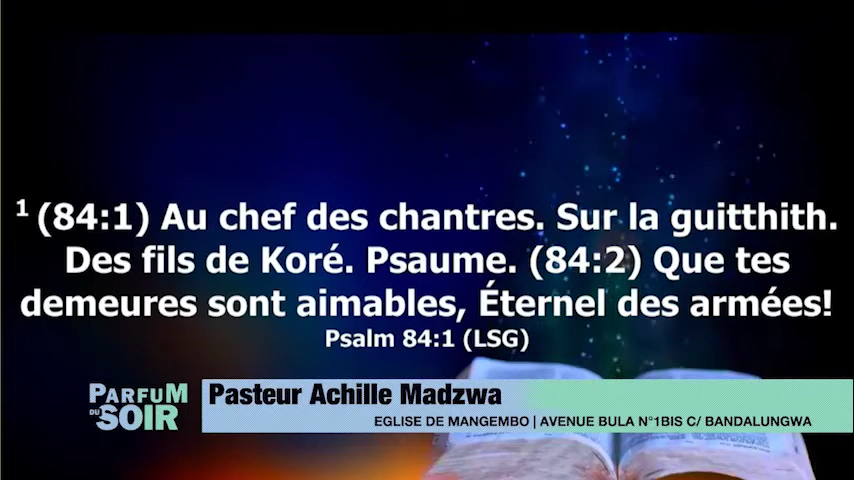 1 (84:1) Au chef des chantres. Sur la guitthith.
Des fils de Koré. Psaume. (84:2) Que tes
demeures sont aimables, Éternel des armées!
Psalm 84:1 (LSG)
PARFUM
DU SOIR
Pasteur Achille Madzwa
EGLISE DE MANGEMBO | AVENUE BULA N°1BIS C/ BANDALUNGWA